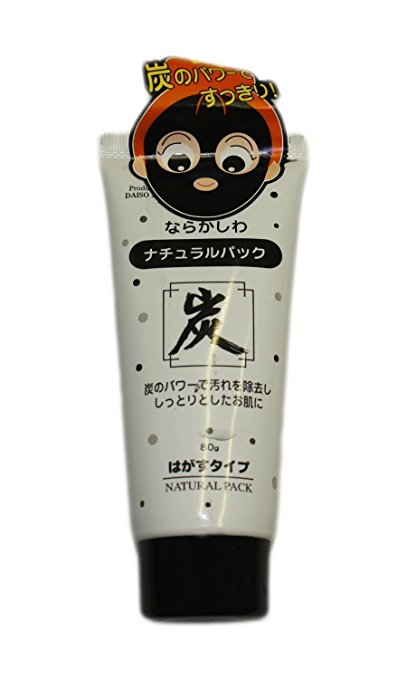 炭のパワーで
すっきり!
DAISO
ならかしわ
ナチュラルパック
炭
炭のパワーで汚れを除去し
しっとりとしたお肌に
80g
はがすタイプ
NATURAL PACK